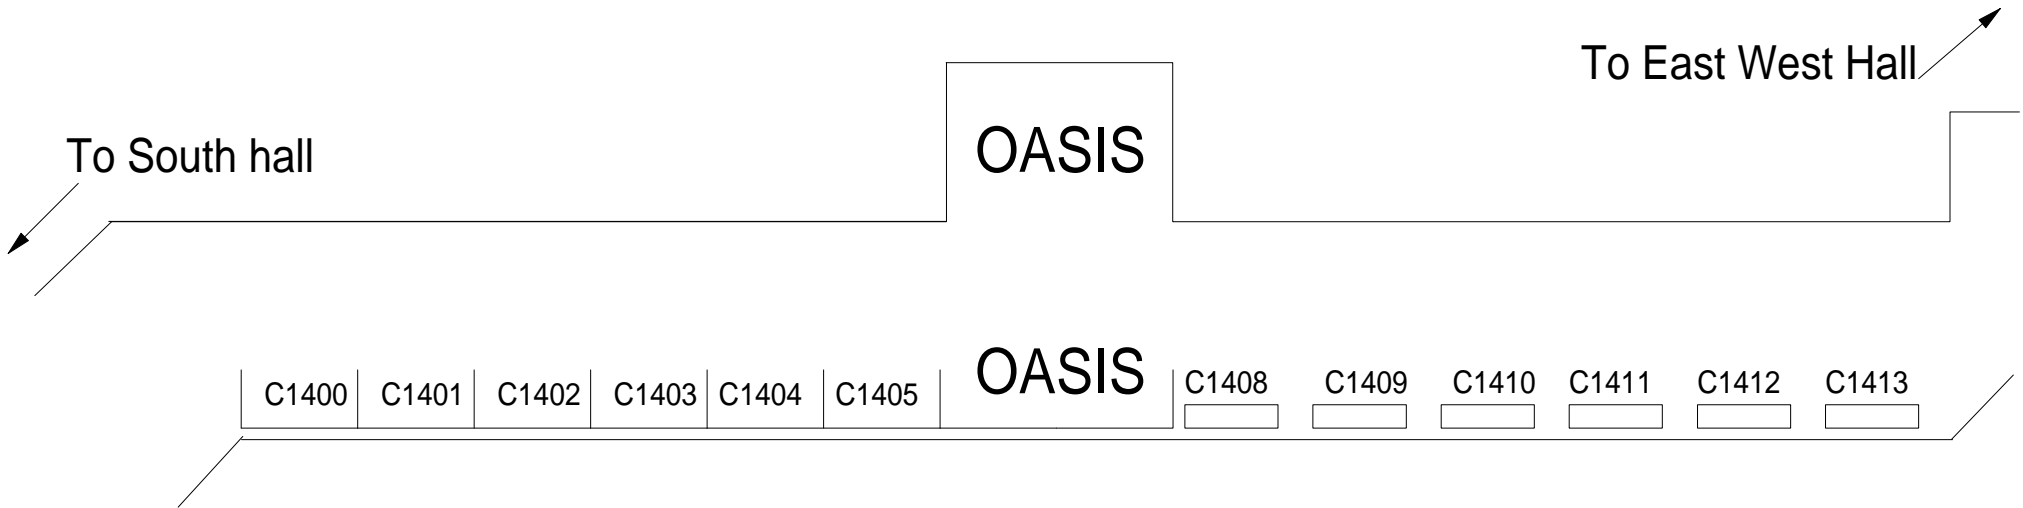 To East West Hall
To South hall
OASIS
OASIS
C1400 C1401 C1402 C1403 C1404 C1405 C1408 C1409 C1410 C1411 C1412 C1413